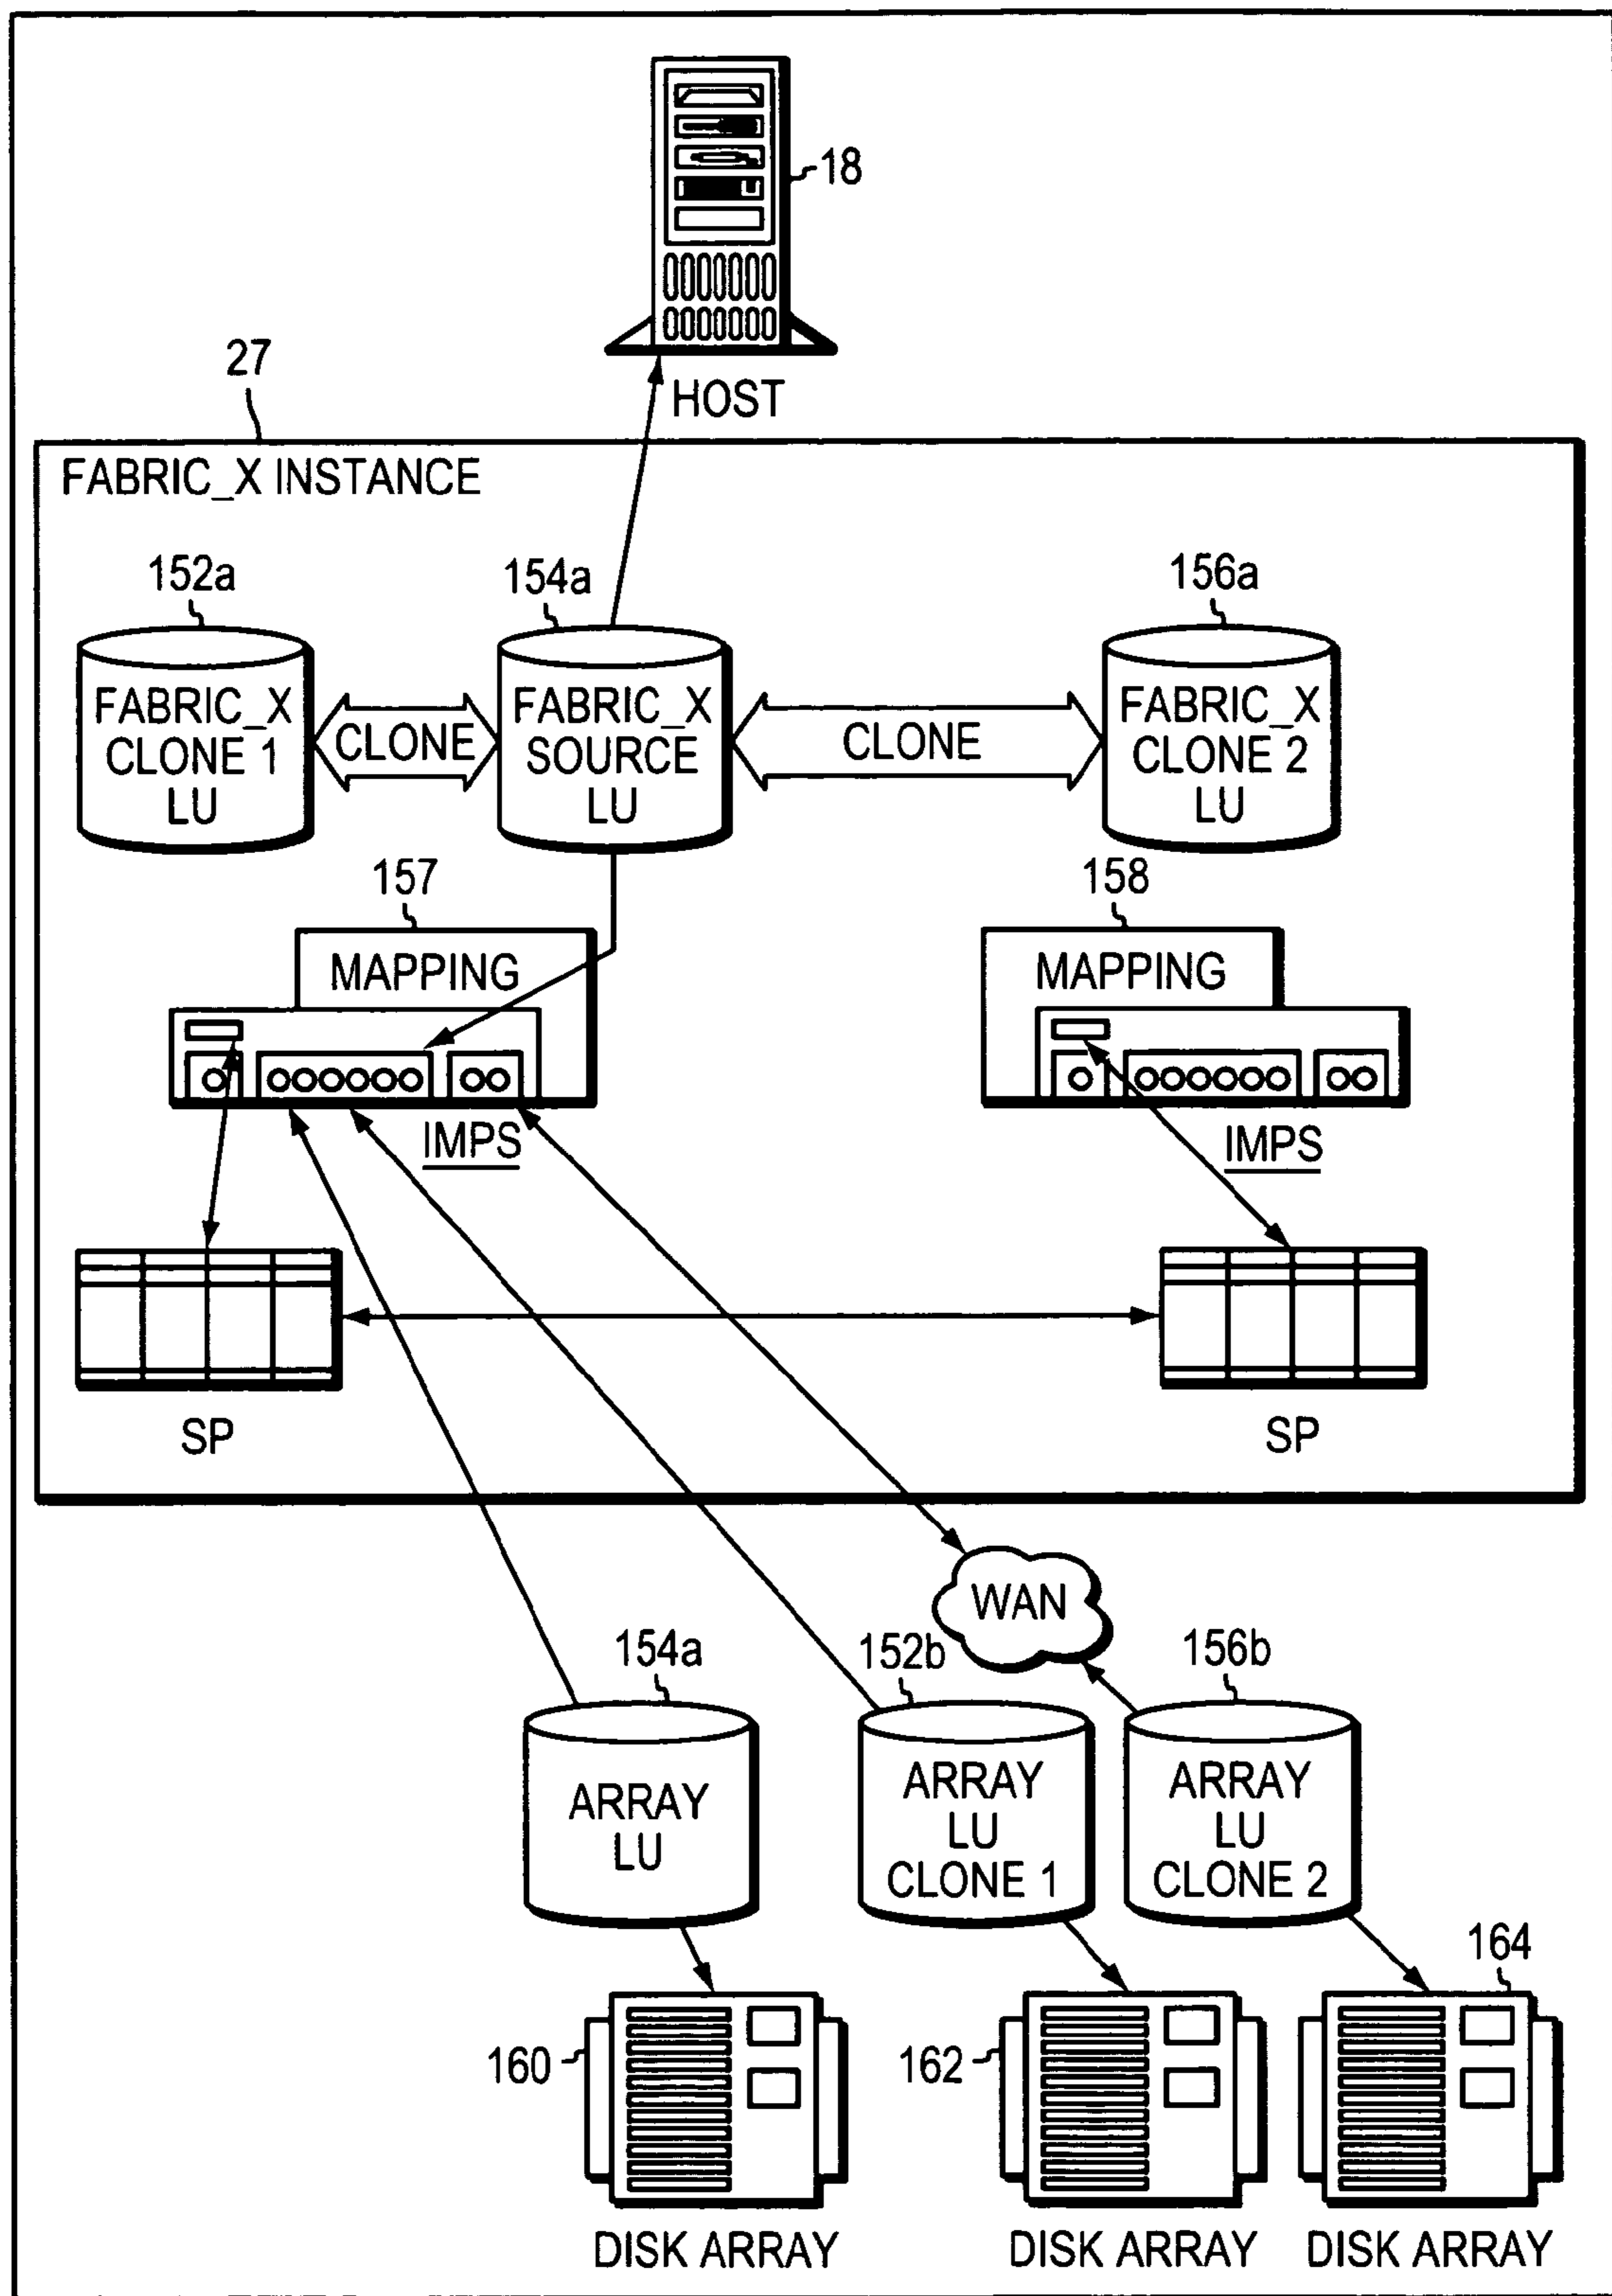 18
HOST
27
FABRIC_X INSTANCE
152a
154a
156a
FABRIC_X
CLONE 1
LU
CLONE
FABRIC_X
SOURCE
LU
CLONE
FABRIC_X
CLONE 2
LU
157
158
MAPPING
MAPPING
IMPS
IMPS
SP
SP
WAN
154a
152b
156b
ARRAY
LU
ARRAY
LU
CLONE 1
ARRAY
LU
CLONE 2
164
160
162
DISK ARRAY
DISK ARRAY
DISK ARRAY